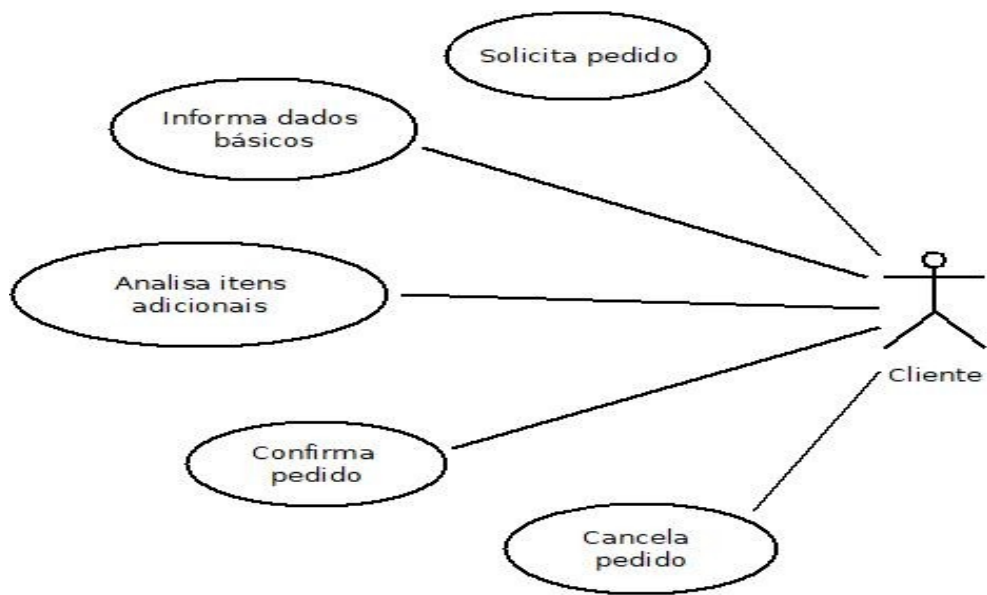 Solicita pedido
Informa dados
básicos
Analisa itens
adicionais
Cliente
Confirma
pedido
Cancela
pedido